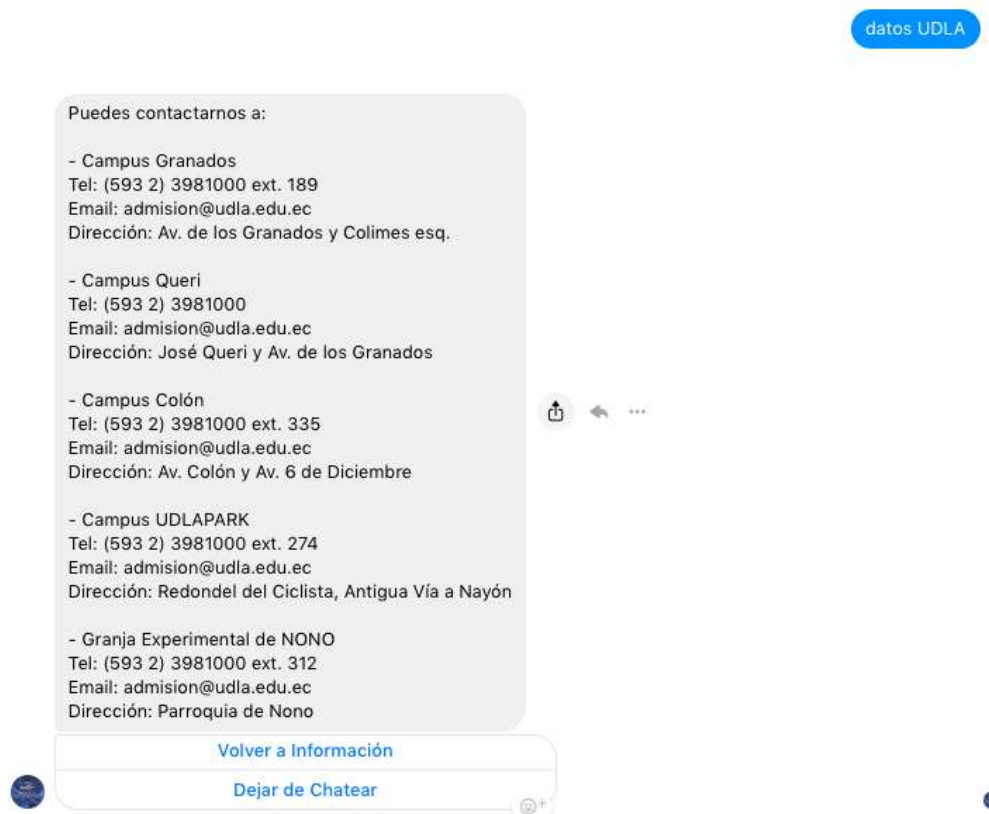 datos UDLA
Puedes contactarnos a:
- Campus Granados
Tel: (593 2) 3981000 ext. 189
Email: admision@udla.edu.ec
Dirección: Av. de los Granados y Colimes esq.
- Campus Queri
Tel: (593 2) 3981000
Email: admision@udla.edu.ec
Dirección: José Queri y Av. de los Granados
- Campus Colón
Tel: (593 2) 3981000 ext. 335
Email: admision@udla.edu.ec
Dirección: Av. Colón y Av. 6 de Diciembre
- Campus UDLAPARK
Tel: (593 2) 3981000 ext. 274
Email: admision@udla.edu.ec
Dirección: Redondel del Ciclista, Antigua Vía a Nayón
- Granja Experimental de NONO
Tel: (593 2) 3981000 ext. 312
Email: admision@udla.edu.ec
Dirección: Parroquia de Nono
Volver a Información
Dejar de Chatear